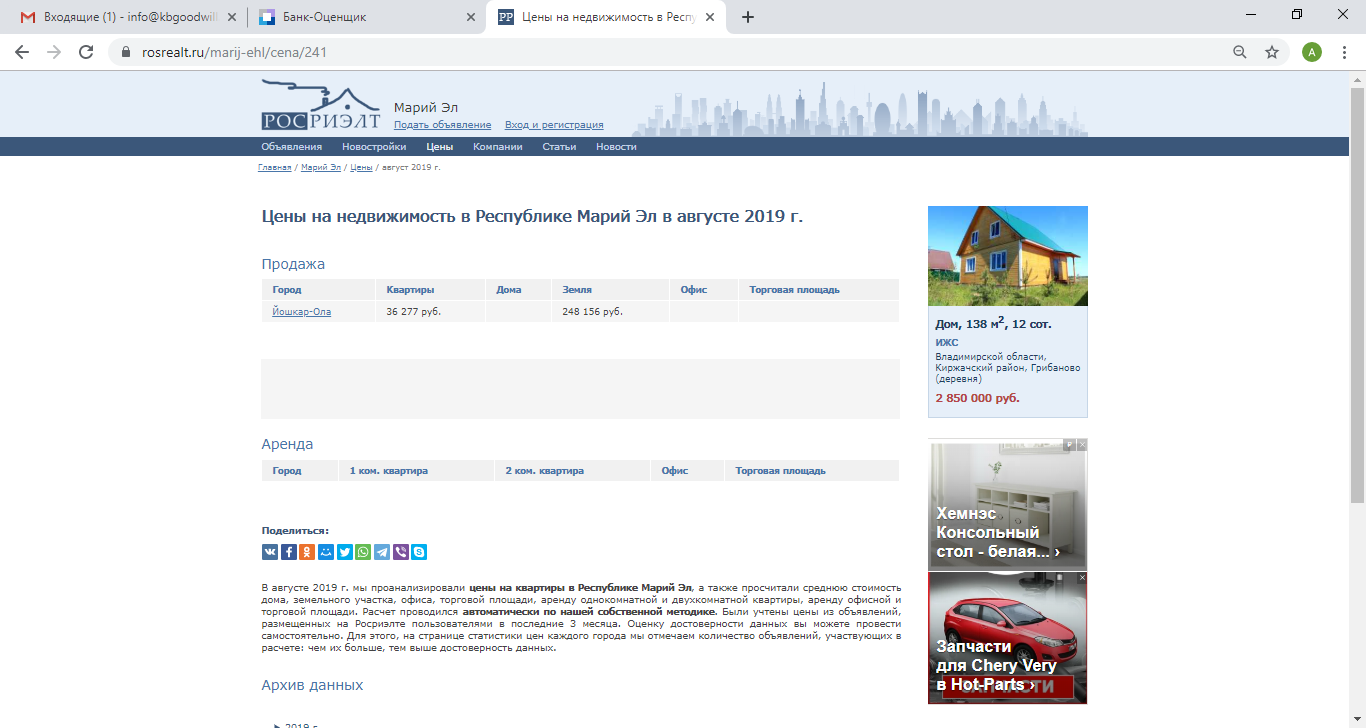 Входящие (1) - info@kbgoodwill
Банк-Оценщик
Цены на недвижимость в Респу
rosrealt.ru/marij-ehl/cena/241
А
РОСРИЭЛТ
Марий Эл
Подать объявление Вход и регистрация
Объявления Новостройки Цены Компании Статьи Новости
Главная / Марий Эл / Цены / август 2019 г.
Цены на недвижимость в Республике Марий Эл в августе 2019 г.
Продажа
Город Квартиры Дома Земля Офис Торговая площадь
Йошкар-Ола 36 277 руб. 248 156 руб.
Аренда
Город 1 ком. квартира 2 ком. квартира Офис Торговая площадь
Поделиться:
В августе 2019 г. мы проанализировали цены на квартиры в Республике Марий Эл, а также просчитали среднюю стоимость
дома, земельного участка, офиса, торговой площади, аренду однокомнатной и двухкомнатной квартиры, аренду офисной и
торговой площади. Расчет проводился автоматически по нашей собственной методике. Были учтены цены из объявлений,
размещенных на Росриэлте пользователями в последние 3 месяца. Оценку достоверности данных вы можете провести
самостоятельно. Для этого, на странице статистики цен каждого города мы отмечаем количество объявлений, участвующих в
расчете: чем их больше, тем выше достоверность данных.
Архив данных
2019 г.
Дом, 138 м², 12 сот.
ИЖС
Владимирской области,
Киржачский район, Грибаново
(деревня)
2 850 000 руб.
Хемнэс
Консольный
стол - белая... ›
Запчасти
для Chery Very
в Hot-Parts ›
ЗАПЧАСТИ